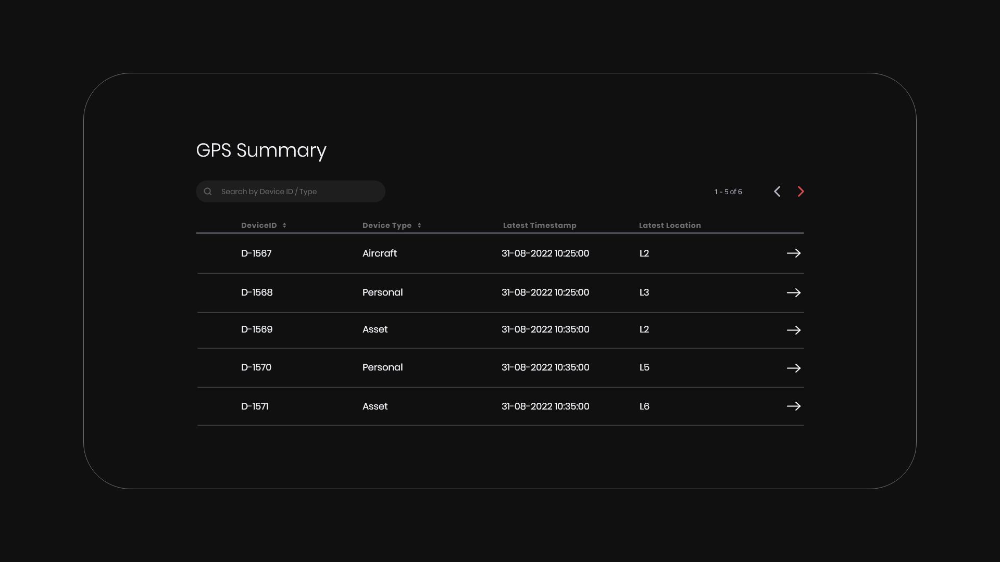 GPS Summary
Search by Device ID / Type
1 - 5 of 6
DeviceID Device Type Latest Timestamp Latest Location
D-1567 Aircraft 31-08-2022 10:25:00 L2
D-1568 Personal 31-08-2022 10:25:00 L3
D-1569 Asset 31-08-2022 10:35:00 L2
D-1570 Personal 31-08-2022 10:35:00 L5
D-1571 Asset 31-08-2022 10:35:00 L6